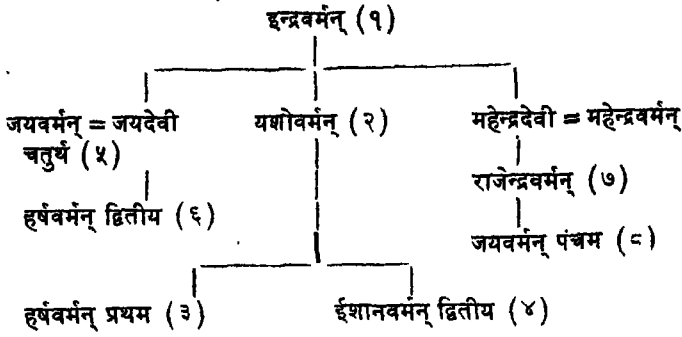 इन्द्रवर्मन् (१)
जयवर्मन् = जयदेवी यशोवर्मन् (२) महेन्द्रदेवी = महेन्द्रवर्मन्
चतुर्थ (५)
राजेन्द्रवर्मन् (७)
हर्षवर्मन् द्वितीय (६)
जयवर्मन् पंचम (८)
हर्षवर्मन् प्रथम (३) ईशानवर्मन् द्वितीय (४)